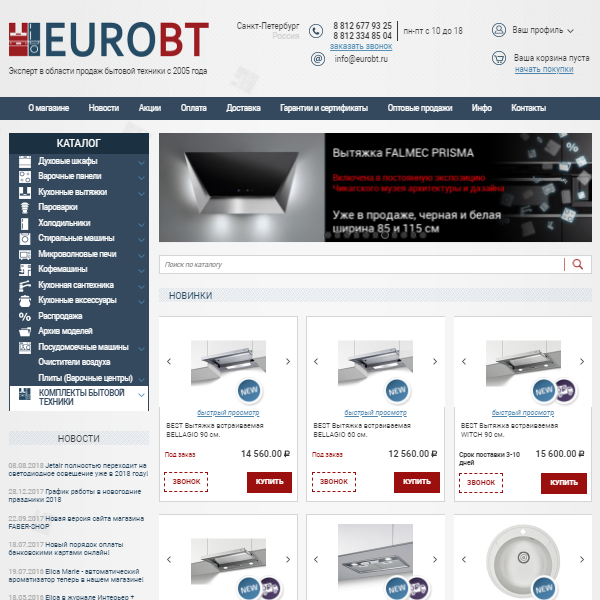 EUROBT
Эксперт в области продаж бытовой техники с 2005 года
Санкт-Петербург
Россия
8 812 677 93 25
8 812 334 85 04
заказать звонок
пн-пт с 10 до 18
info@eurobt.ru
Ваш профиль
Ваша корзина пуста
начать покупки
О магазине Новости Акции Оплата Доставка Гарантии и сертификаты Оптовые продажи Инфо Контакты
КАТАЛОГ
Духовые шкафы
Варочные панели
Кухонные вытяжки
Пароварки
Холодильники
Стиральные машины
Микроволновые печи
Кофемашины
Кухонная сантехника
Кухонные аксессуары
Распродажа
Архив моделей
Посудомоечные машины
Очистители воздуха
Плиты (Варочные центры)
КОМПЛЕКТЫ БЫТОВОЙ
ТЕХНИКИ
Вытяжка FALMEC PRISMA
Включена в постоянную экспозицию
Чикагского музея архитектуры и дизайна
Уже в продаже, черная и белая
ширина 85 и 115 см
Поиск по каталогу
НОВИНКИ
NEW
быстрый просмотр
BEST Вытяжка встраиваемая
BELLAGIO 90 см.
Под заказ 14 560.00 ₽
ЗВОНОК КУПИТЬ
NEW
быстрый просмотр
BEST Вытяжка встраиваемая
BELLAGIO 60 см.
Под заказ 12 560.00 ₽
ЗВОНОК КУПИТЬ
NEW
быстрый просмотр
BEST Вытяжка встраиваемая
WITCH 90 см.
Срок поставки 3-10
дней
15 600.00 ₽
ЗВОНОК КУПИТЬ
NEW
NEW
NEW
НОВОСТИ
08.08.2018 Jetair полностью переходит на
светодиодное освещение уже в 2018 году!
28.12.2017 График работы в новогодние
праздники 2018
22.09.2017 Новая версия сайта магазина
FABER-SHOP
18.07.2017 Новый порядок оплаты
банковскими картами онлайн!
19.07.2016 Elica Marie - автоматический
ароматизатор теперь в нашем магазине!
18.05.2016 Elica в журнале Интерьер +